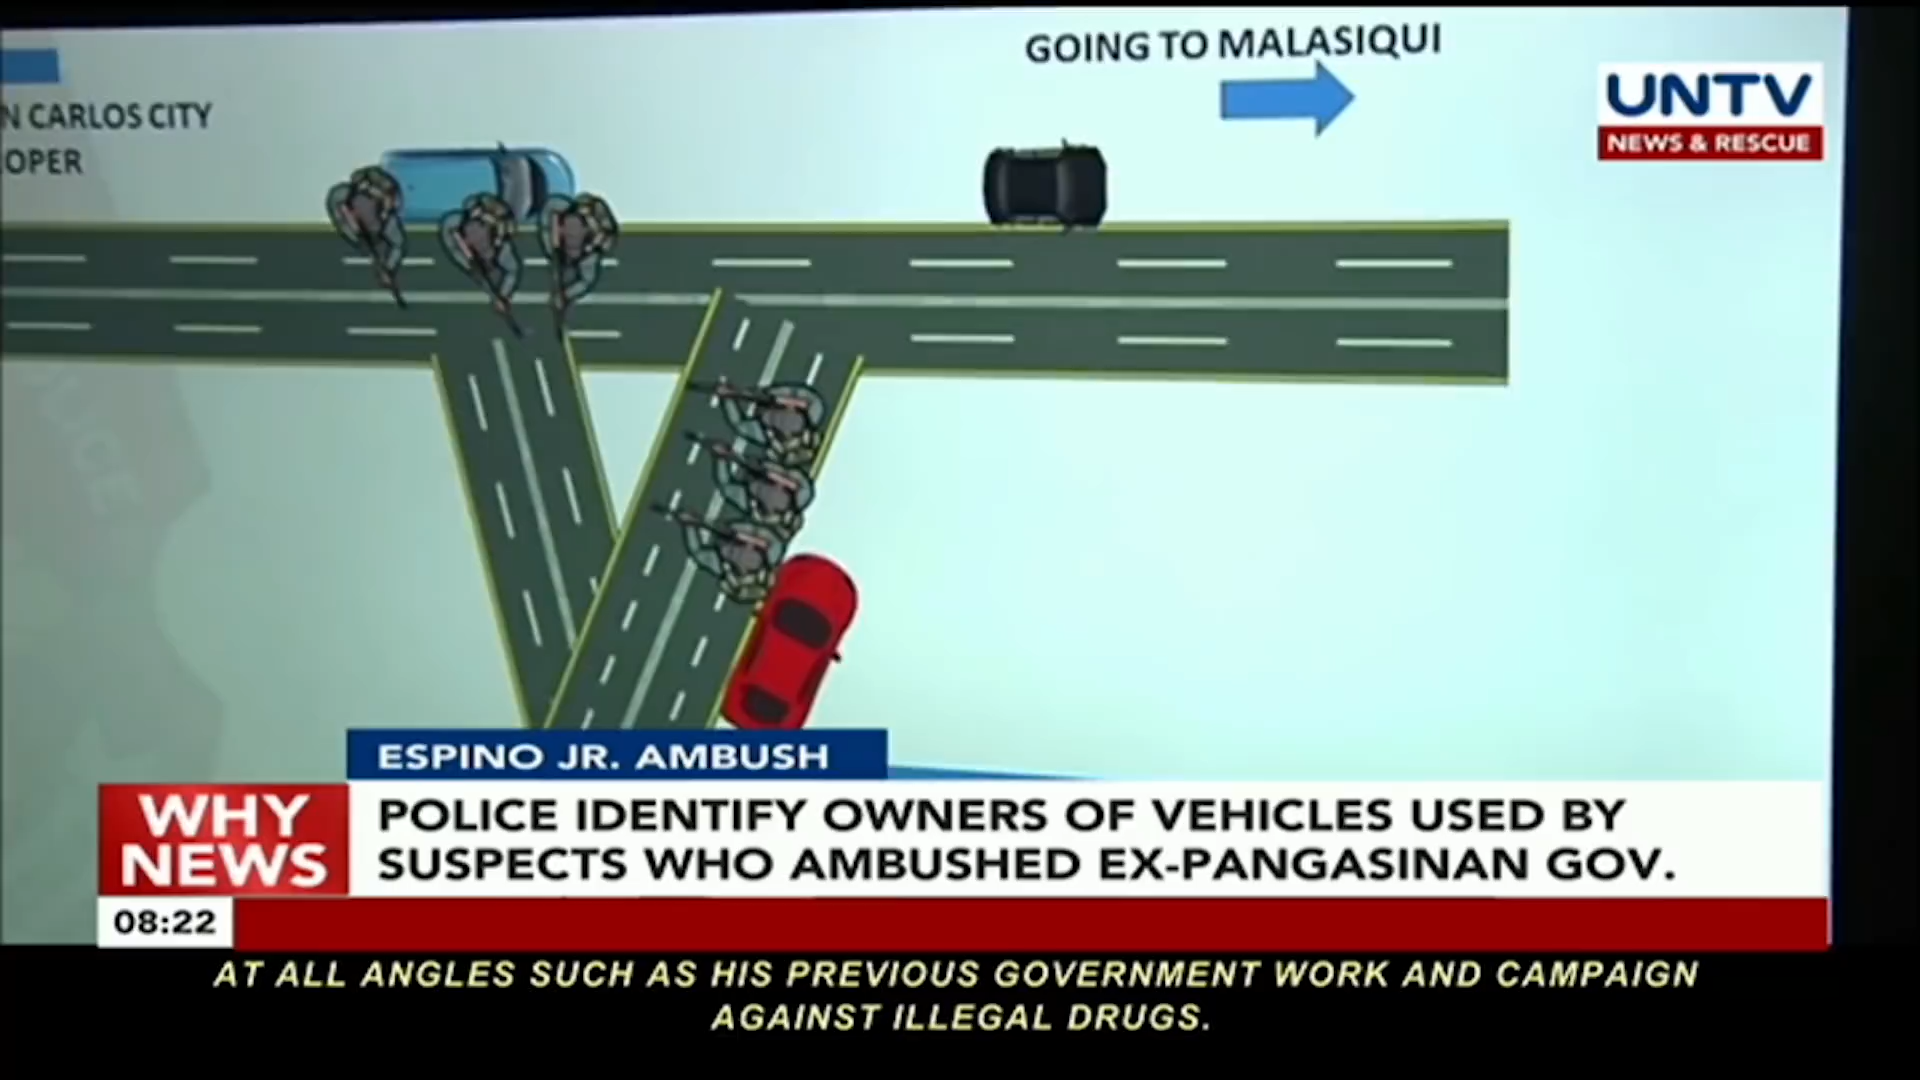 GOING TO MALASIQUI
N CARLOS CITY
OPER
UNTV
NEWS & RESCUE
ESPINO JR. AMBUSH
WHY
NEWS
POLICE IDENTIFY OWNERS OF VEHICLES USED BY
SUSPECTS WHO AMBUSHED EX-PANGASINAN GOV.
08:22
AT ALL ANGLES SUCH AS HIS PREVIOUS GOVERNMENT WORK AND CAMPAIGN
AGAINST ILLEGAL DRUGS.